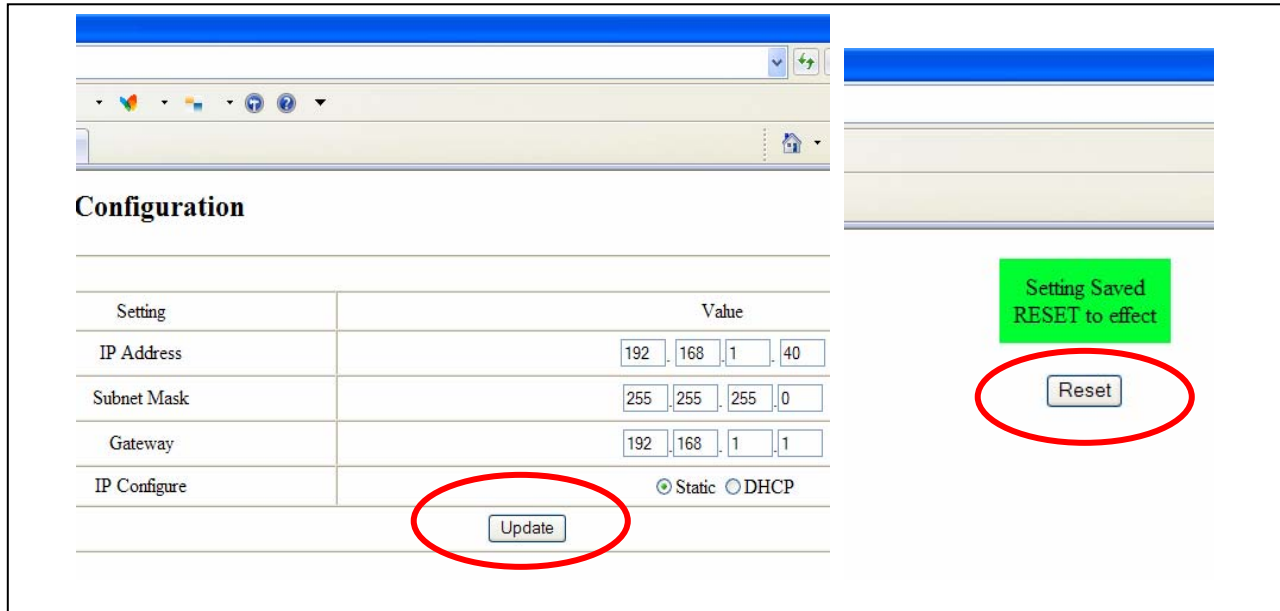 Configuration
Setting Value
IP Address 192 . 168 . 1 . 40
Subnet Mask 255 . 255 . 255 . 0
Gateway 192 . 168 . 1 . 1
IP Configure Static DHCP
Update
Setting Saved
RESET to effect
Reset